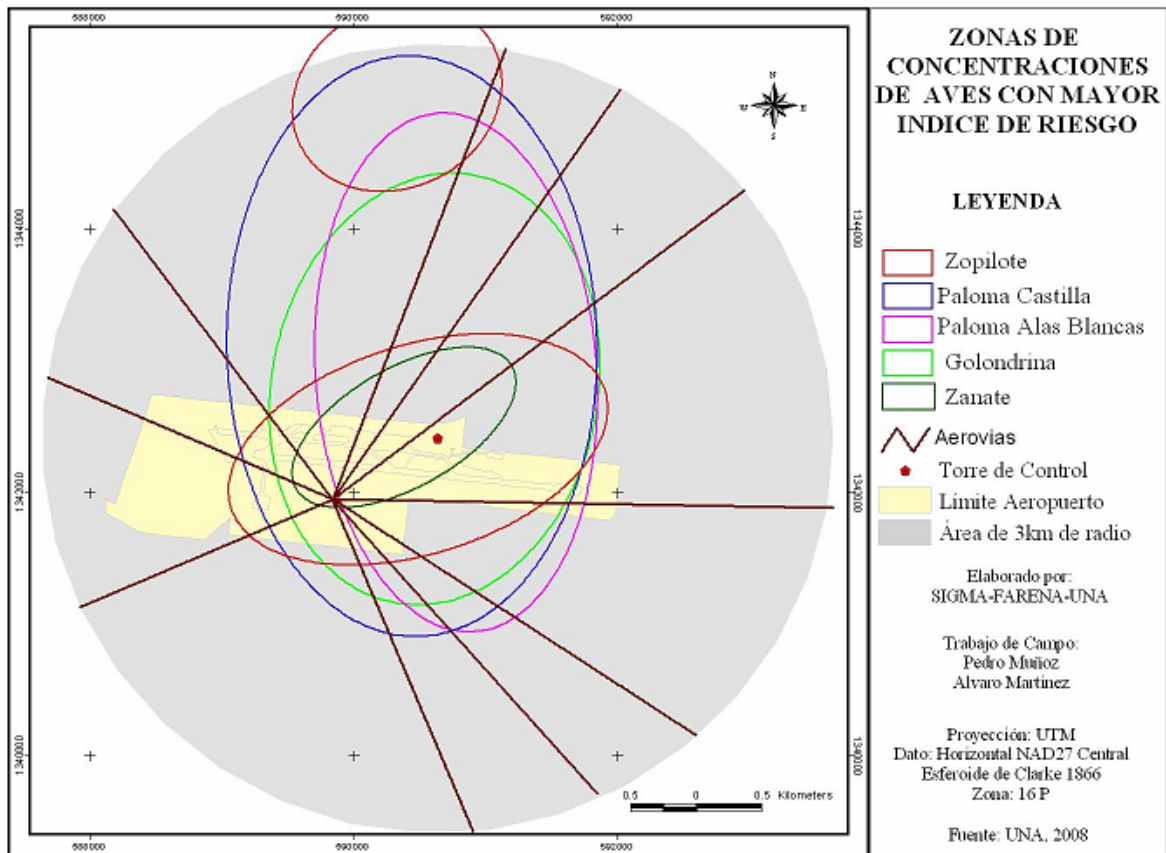 688000
690000
692000
ZONAS DE
CONCENTRACIONES
DE AVES CON MAYOR
INDICE DE RIESGO
N
W
E
S
LEYENDA
1344000
1344000
Zopilote
Paloma Castilla
Paloma Alas Blancas
Golondrina
Zanate
Aerovias
Torre de Control
Límite Aeropuerto
Área de 3km de radio
1342000
1342000
Elaborado por:
SIGMA-FARENA-UNA
Trabajo de Campo:
Pedro Muñoz
Alvaro Martinez
1340000
1340000
Proyección: UTM
Dato: Horizontal NAD27 Central
Esferoide de Clarke 1866
Zona: 16 P
0.5 0 0.5 Kilometers
Fuente: UNA, 2008
688000
690000
692000